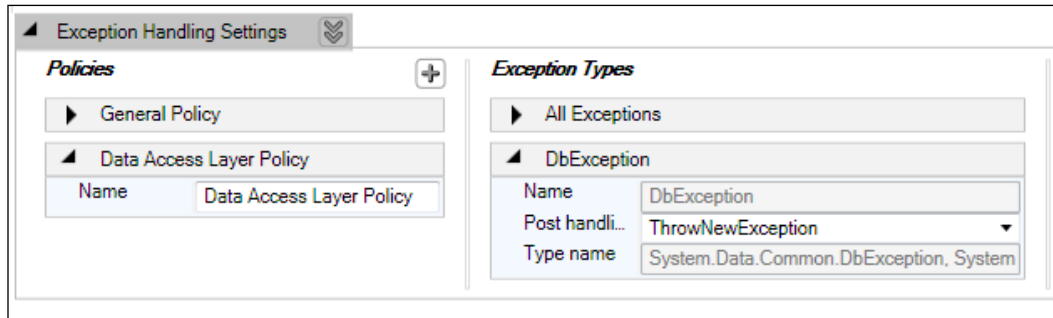 Exception Handling Settings
Policies
General Policy
Data Access Layer Policy
Name Data Access Layer Policy
Exception Types
All Exceptions
DbException
Name DbException
Post handli... ThrowNewException
Type name System.Data.Common.DbException, System